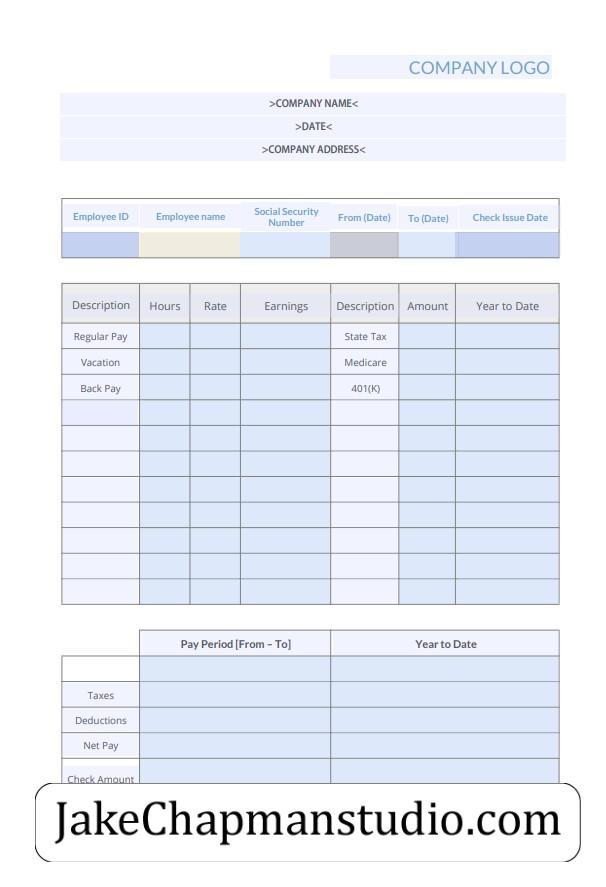 COMPANY LOGO
>COMPANY NAME<
>DATE<
>COMPANY ADDRESS<
Employee ID Employee name Social Security Number From (Date) To (Date) Check Issue Date
Description Hours Rate Earnings Description Amount Year to Date
Regular Pay State Tax
Vacation Medicare
Back Pay 401(K)
Pay Period [From – To] Year to Date
Taxes
Deductions
Net Pay
Check Amount
JakeChapmanstudio.com